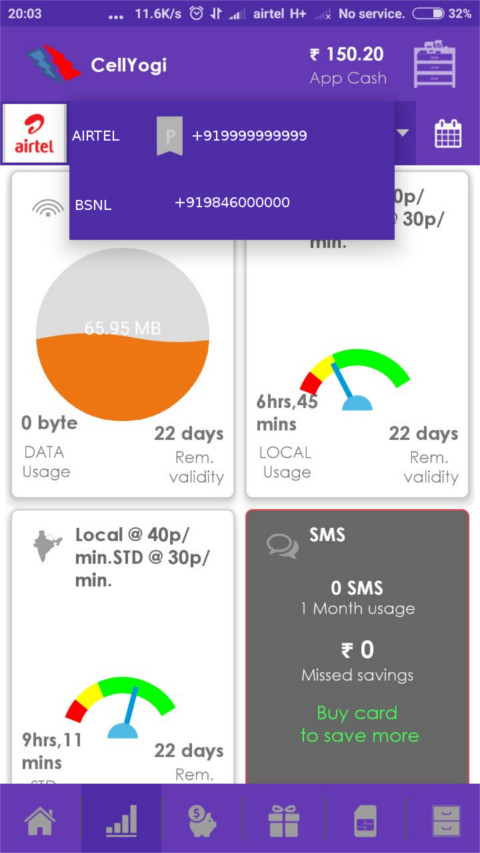 20:03 ... 11.6K/s airtel H+ No service. 32%
CellYogi
₹ 150.20
App Cash
airtel
AIRTEL P +919999999999
BSNL +919846000000
0p/
30p/
min.
65.95 MB
0 byte
DATA
Usage
22 days
Rem.
validity
6hrs,45
mins
LOCAL
Usage
22 days
Rem.
validity
Local @ 40p/
min.STD @ 30p/
min.
9hrs,11
mins
STD
22 days
Rem.
SMS
0 SMS
1 Month usage
₹ 0
Missed savings
Buy card
to save more